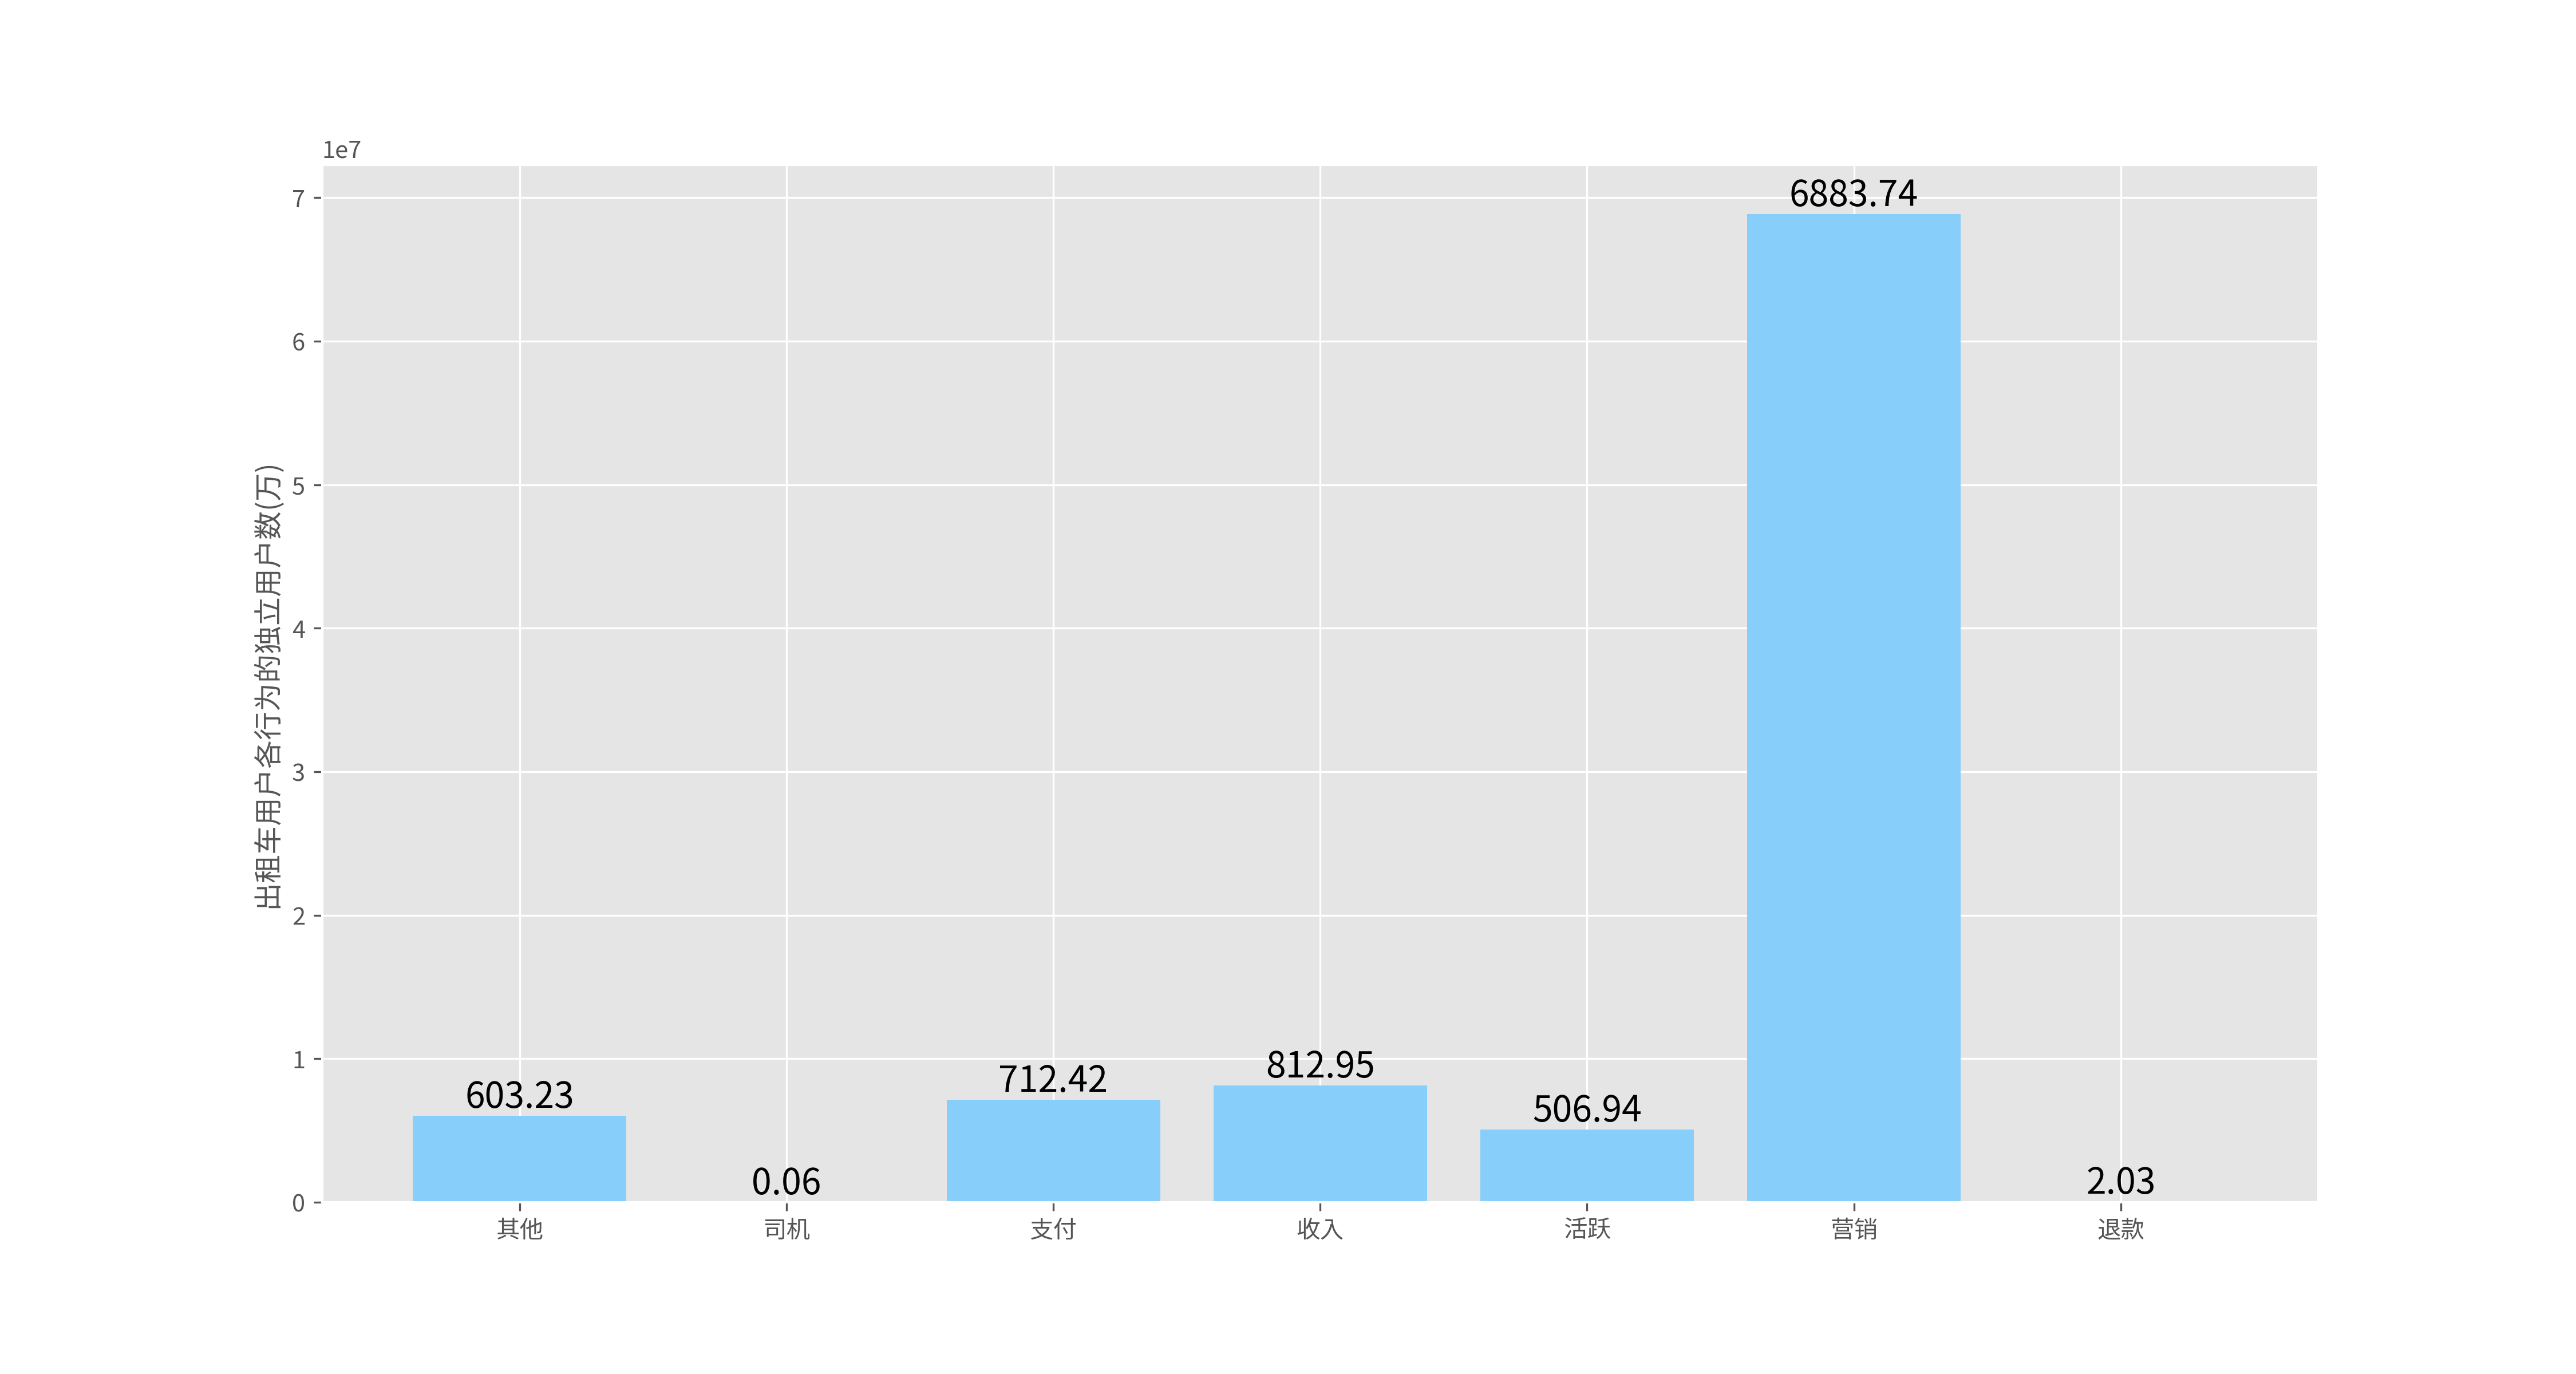 1e7
7
6
5
4
3
2
1
0
出租车用户各行为的独立用户数(万)
603.23
0.06
712.42
812.95
506.94
6883.74
2.03
其他
司机
支付
收入
活跃
营销
退款